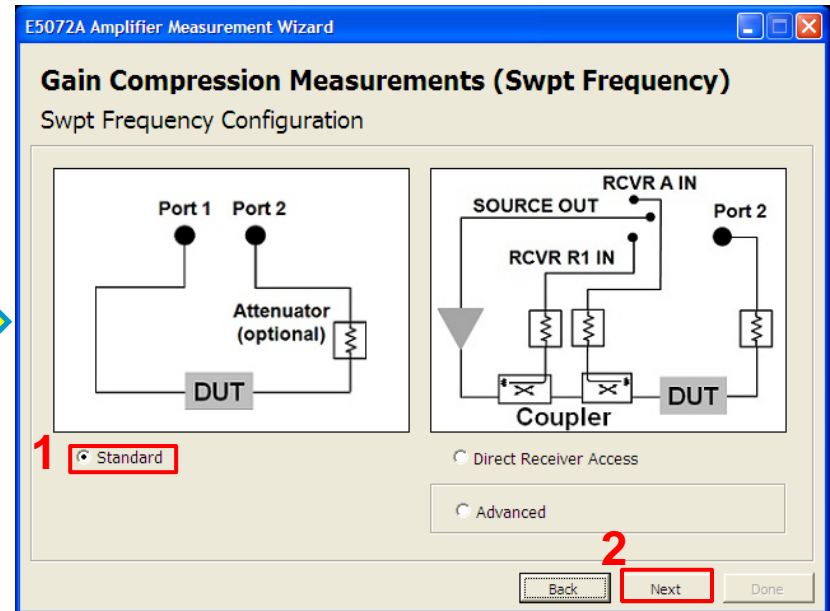 E5072A Amplifier Measurement Wizard
Gain Compression Measurements (Swpt Frequency)
Swpt Frequency Configuration
Port 1 Port 2
Attenuator
(optional)
DUT
RCVR A IN
SOURCE OUT
Port 2
RCVR R1 IN
DUT
Coupler
1
Standard
Direct Receiver Access
Advanced
2
Back
Next
Done